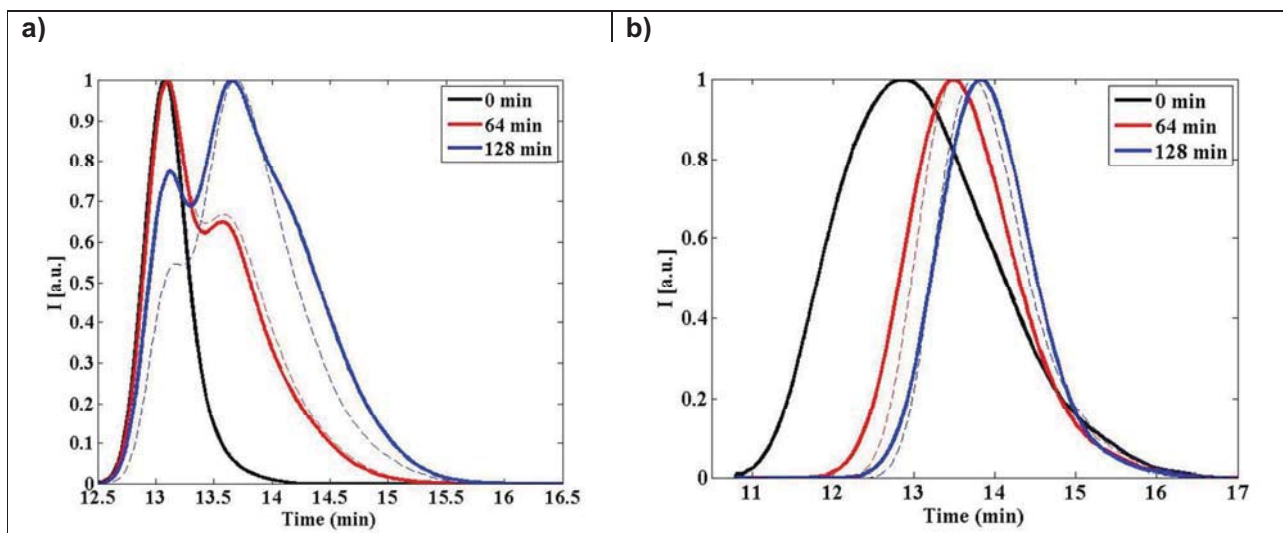 a)
b)
1
0.9
0.8
0.7
0.6
0.5
0.4
0.3
0.2
0.1
0
I [a.u.]
0 min
64 min
128 min
12.5 13 13.5 14 14.5 15 15.5 16 16.5
Time (min)
1
0.8
0.6
0.4
0.2
0
I [a.u.]
0 min
64 min
128 min
11 12 13 14 15 16 17
Time (min)